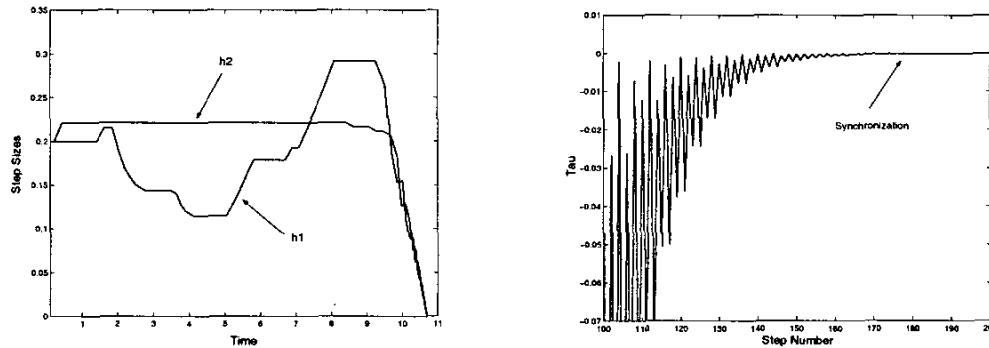 0.35
0.3
0.25
0.2
0.15
0.1
0.05
0
1 2 3 4 5 6 7 8 9 10 11
Step Sizes
Time
h2
h1
0.01
0
−0.01
−0.02
−0.03
−0.04
−0.05
−0.06
−0.07
100 110 120 130 140 150 160 170 180 190 200
Tau
Step Number
Synchronization